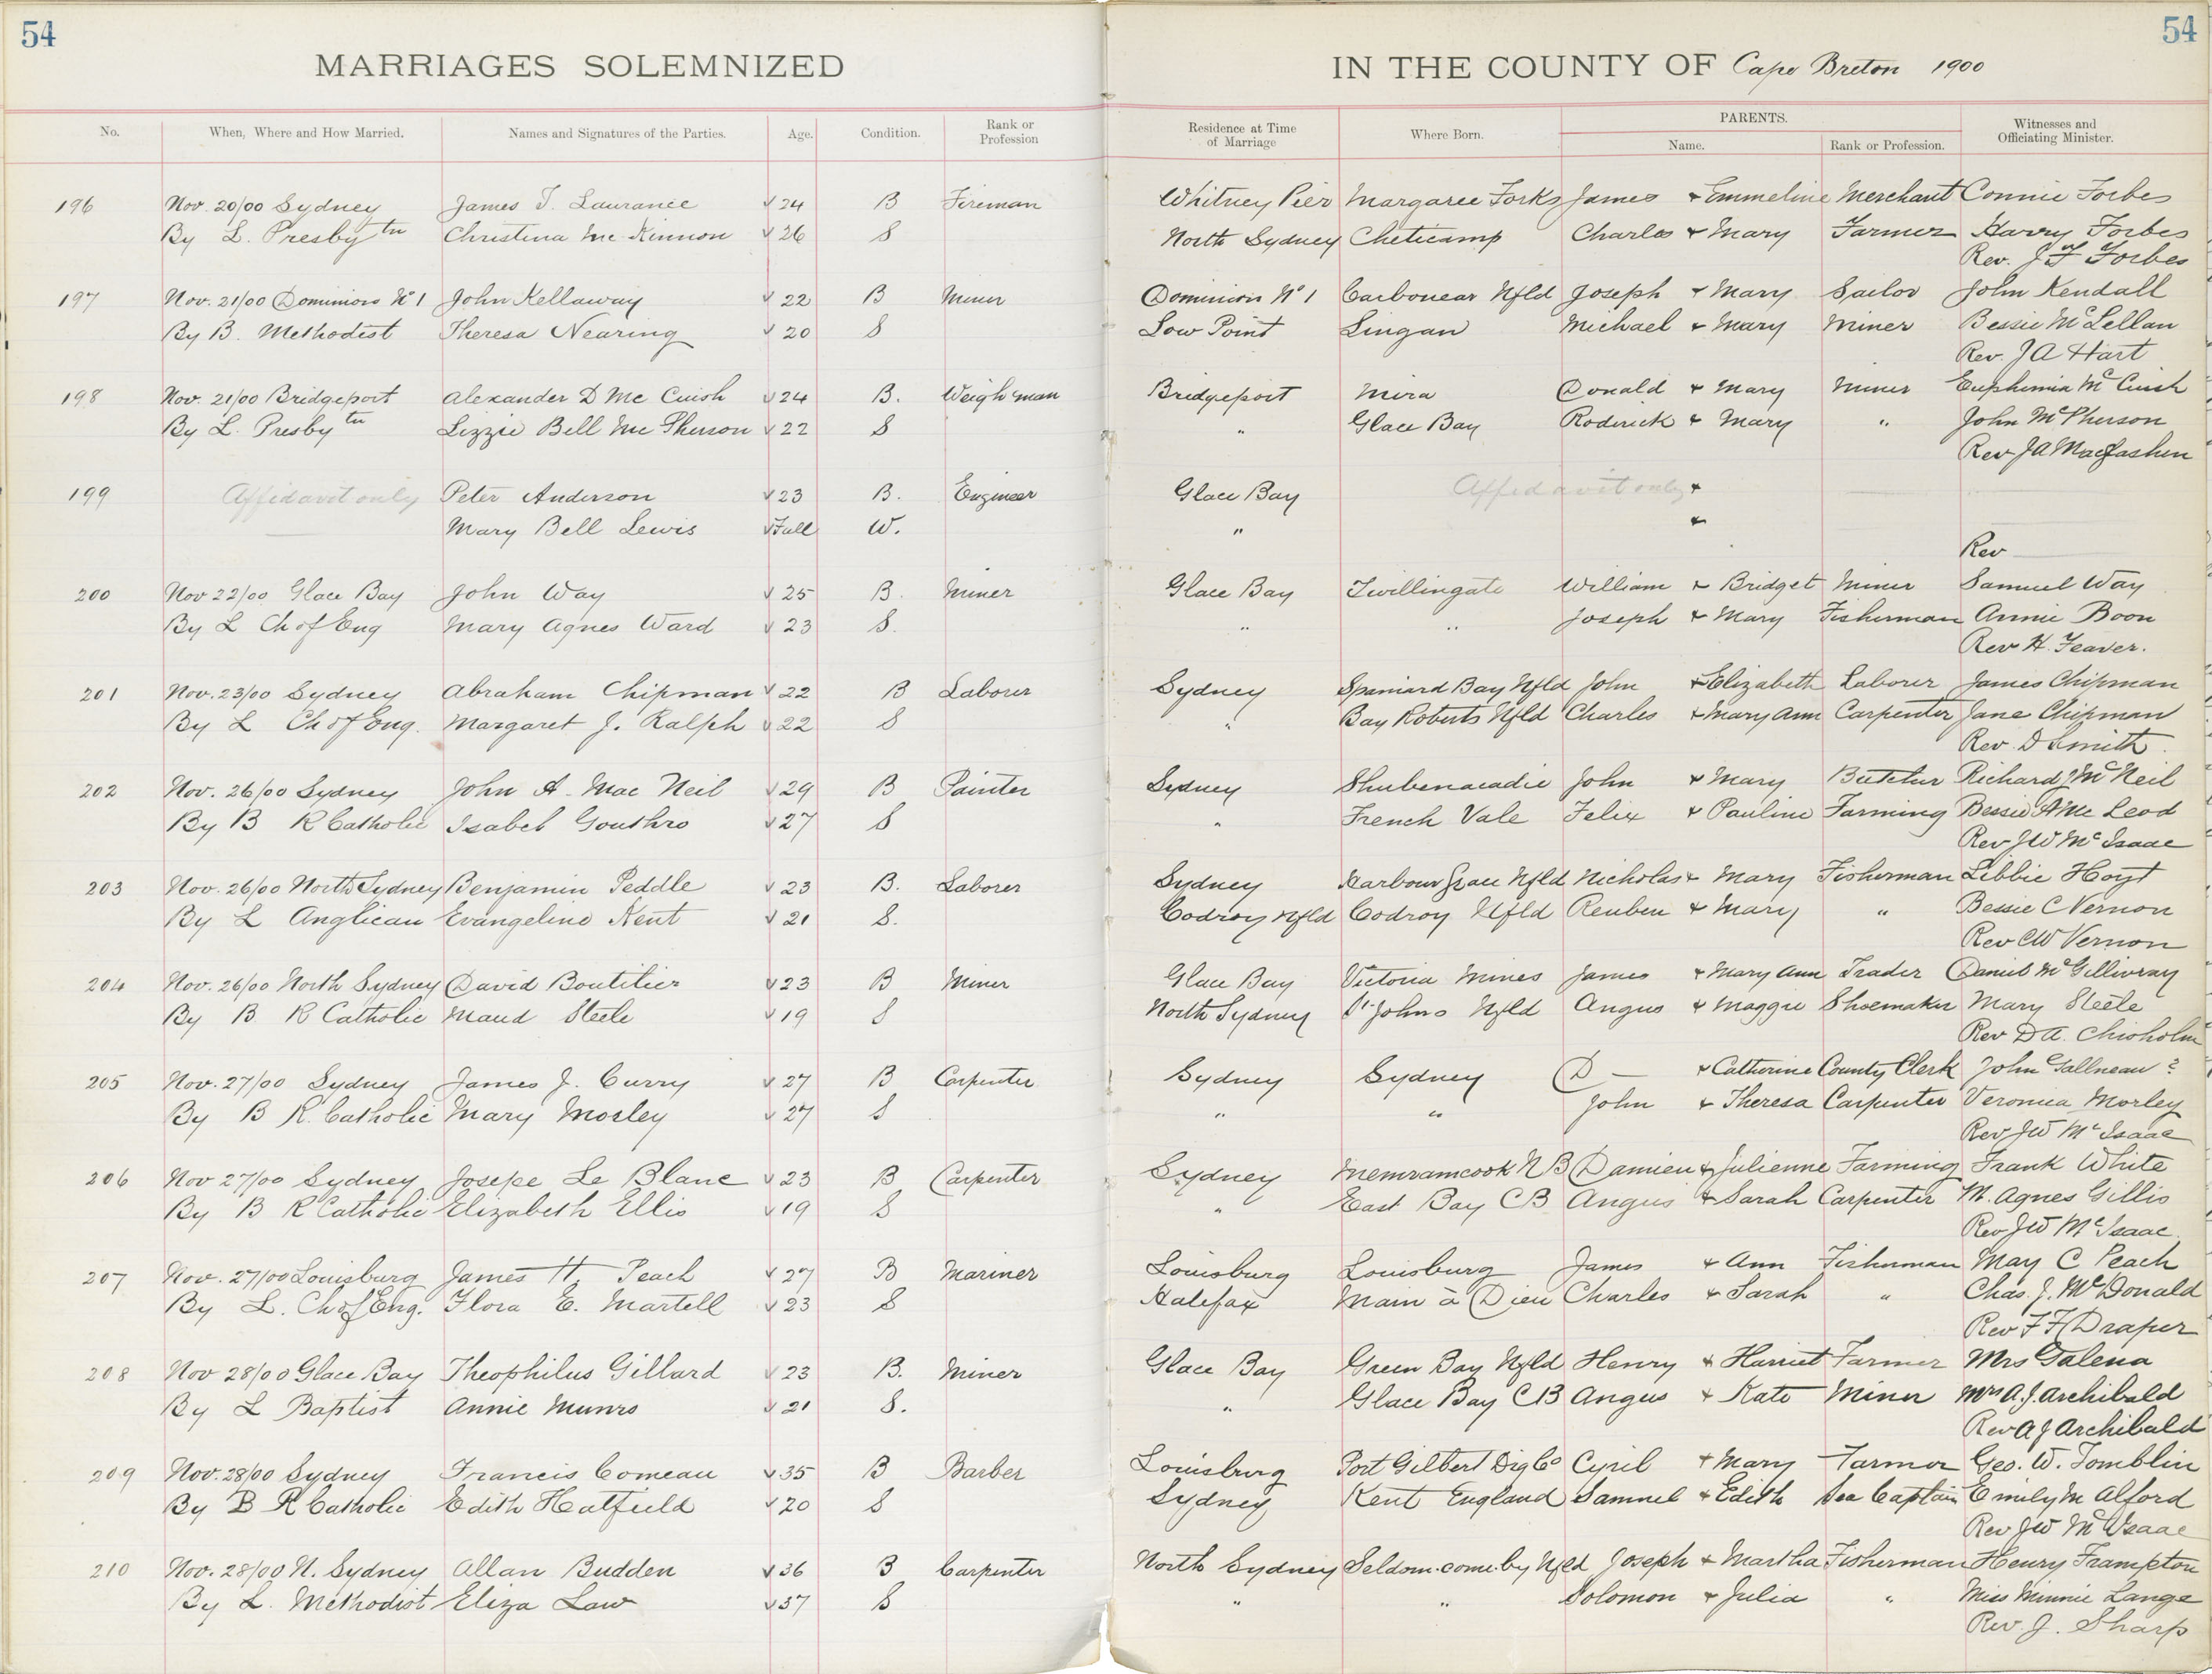 54
54
MARRIAGES SOLEMNIZED IN THE COUNTY OF Cape Breton 1900
No. When, Where and How Married. Names and Signatures of the Parties. Age. Condition. Rank or Profession Residence at Time of Marriage Where Born. PARENTS. Name. Rank or Profession. Witnesses and Officiating Minister.
196 Nov. 20/00 Sydney James T. Laurance √ 24 B Fireman Whitney Pier Margaree Forks James & Emmeline Merchant Connie Forbes
By L. Presbytn Christina Mc Kinnon √ 26 S North Sydney Cheticamp Charles & Mary Farmer Harry Forbes
Rev. J F Forbes
197 Nov. 21/00 Dominion No 1 John Kellaway √ 22 B Miner Dominion No 1 Carbonear Nfld Joseph & Mary Sailor John Kendall
By B. Methodist Theresa Nearing √ 20 S Low Point Lingan Michael & Mary Miner Bessie McLellan
Rev. J A Hart
198 Nov. 21/00 Bridgeport Alexander D Mc Cuish √ 24 B. Weigh man Bridgeport Mira Donald & Mary Miner Euphemia McCuish
By L. Presbytn Lizzie Bell Mc Pherson √ 22 S " Glace Bay Roderick & Mary " John McPherson
Rev J A MacGlashen
199 Affidavit only Peter Anderson √ 23 B. Engineer Glace Bay Affidavit only &
Mary Bell Lewis √ Full W. " &
Rev
200 Nov 22/00 Glace Bay John Way √ 25 B. Miner Glace Bay Twillingate William & Bridget Miner Samuel Way
By L Ch of Eng Mary Agnes Ward √ 23 S. " " Joseph & Mary Fisherman Annie Boon
Rev H. Feaver.
201 Nov. 23/00 Sydney Abraham Chipman √ 22 B Laborer Sydney Spaniard Bay Nfld John & Elizabeth Laborer James Chipman
By L Ch of Eng. Margaret J. Ralph √ 22 S " Bay Roberts Nfld Charles & Mary Ann Carpenter Jane Chipman
Rev. D Smith.
202 Nov. 26/00 Sydney John A. Mac Neil √ 29 B Painter Sydney Shubenacadie John & Mary Butcher Richard J McNeil
By B R Catholic Isabel Gouthro √ 27 S " French Vale Felix & Pauline Farming Bessie A Mc Leod
Rev J W McIsaac
203 Nov. 26/00 North Sydney Benjamin Peddle √ 23 B. Laborer Sydney Harbour Grace Nfld Nicholas & Mary Fisherman Libbie Hoyt
By L Anglican Evangeline Kent √ 21 S. Codroy Nfld Codroy Nfld Reuben & Mary " Bessie C Vernon
Rev C W Vernon
204 Nov. 26/00 North Sydney David Boutilier √ 23 B Miner Glace Bay Victoria Mines James & Mary Ann Trader Daniel McGillivray
By B R Catholic Maud Steele √ 19 S North Sydney St Johns Nfld Angus & Maggie Shoemaker Mary Steele
Rev D A. Chisholm
205 Nov. 27/00 Sydney James J. Curry √ 27 B Carpenter Sydney Sydney D — & Catherine County Clerk John Gallneau ?
By B R. Catholic Mary Morley √ 27 S " " John & Theresa Carpenter Veronica Morley
Rev J W McIsaac
206 Nov 27/00 Sydney Josepe Le Blanc √ 23 B Carpenter Sydney Memramcook N B Damien & Julienne Farming Frank White
By B R Catholic Elizabeth Ellis √ 19 S " East Bay C B Angus & Sarah Carpenter M. Agnes Gillis
Rev J W McIsaac
207 Nov. 27/00 Louisburg James H. Peach √ 27 B Mariner Louisburg Louisburg James & Ann Fisherman May C Peach
By L. Ch of Eng. Flora E. Martell √ 23 S Halifax Main à Dieu Charles & Sarah " Chas. J. McDonald
Rev F F Draper
208 Nov 28/00 Glace Bay Theophilus Gillard √ 23 B. Miner Glace Bay Green Bay Nfld Henry & Harriet Farmer Mrs Galena
By L Baptist Annie Munro √ 21 S. " Glace Bay C B Angus & Kate Miner Mrs A. J. Archibald
Rev A J Archibald
209 Nov. 28/00 Sydney Francis Comeau √ 35 B Barber Louisburg Port Gilbert Dig Co Cyril & Mary Farmer Geo. W. Tomblin
By B R Catholic Edith Hatfield √ 20 S Sydney Kent England Samuel & Edith Sea Captain Emily M Alford
Rev J W McIsaac
210 Nov. 28/00 N. Sydney Allan Budden √ 36 B Carpenter North Sydney Seldom-come-by Nfld Joseph & Martha Fisherman Henry Frampton
By L. Methodist Eliza Law √ 37 S " " Solomon & Julia " Miss Minnie Lange
Rev. J. Sharp